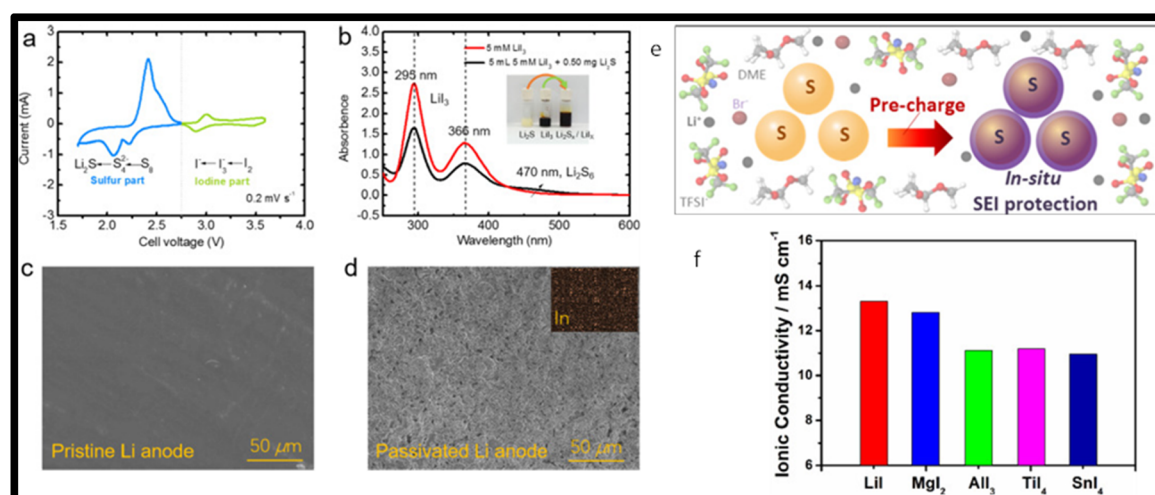 a
Current (mA)
3
2
1
0
-1
-2
-3
Li₂S S₄²⁻ S₈
Sulfur part
I⁻ I₃⁻ I₂
Iodine part
0.2 mV s⁻¹
1.5 2.0 2.5 3.0 3.5 4.0
Cell voltage (V)
b
Absorbence
4.0
3.5
3.0
2.5
2.0
1.5
1.0
0.5
0.0
5 mM LiI₃
5 mL 5 mM LiI₃ + 0.50 mg Li₂S
295 nm
LiI₃
366 nm
Li₂S LiI₃ Li₂S₆ / LiI₅
470 nm, Li₂S₆
300 400 500 600
Wavelength (nm)
e
DME
Br⁻
Li⁺
TFSI⁻
S
S
S
Pre-charge
S
S
S
In-situ
SEI protection
c
Pristine Li anode
50 μm
d
In
Passivated Li anode
50 μm
f
Ionic Conductivity / mS cm⁻¹
16
14
12
10
8
6
LiI MgI₂ AlI₃ TiI₄ SnI₄